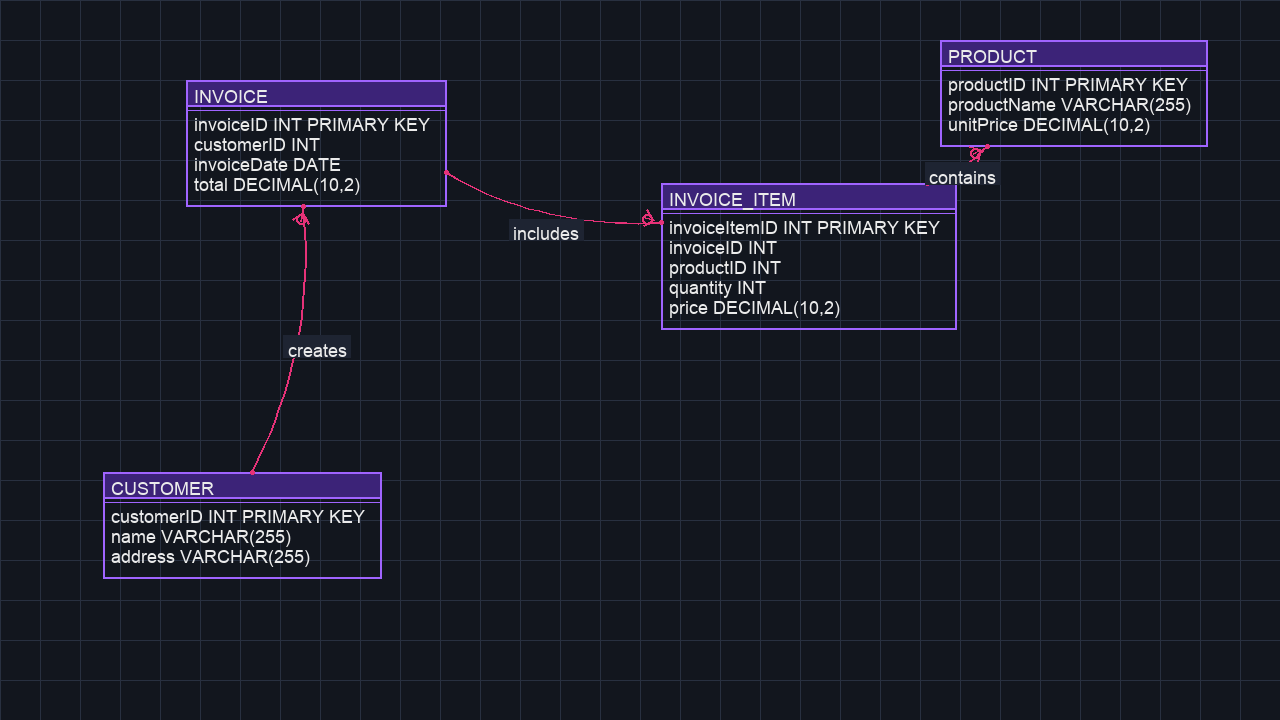 INVOICE
invoiceID INT PRIMARY KEY
customerID INT
invoiceDate DATE
total DECIMAL(10,2)
PRODUCT
productID INT PRIMARY KEY
productName VARCHAR(255)
unitPrice DECIMAL(10,2)
contains
INVOICE_ITEM
invoiceItemID INT PRIMARY KEY
invoiceID INT
productID INT
quantity INT
price DECIMAL(10,2)
includes
creates
CUSTOMER
customerID INT PRIMARY KEY
name VARCHAR(255)
address VARCHAR(255)